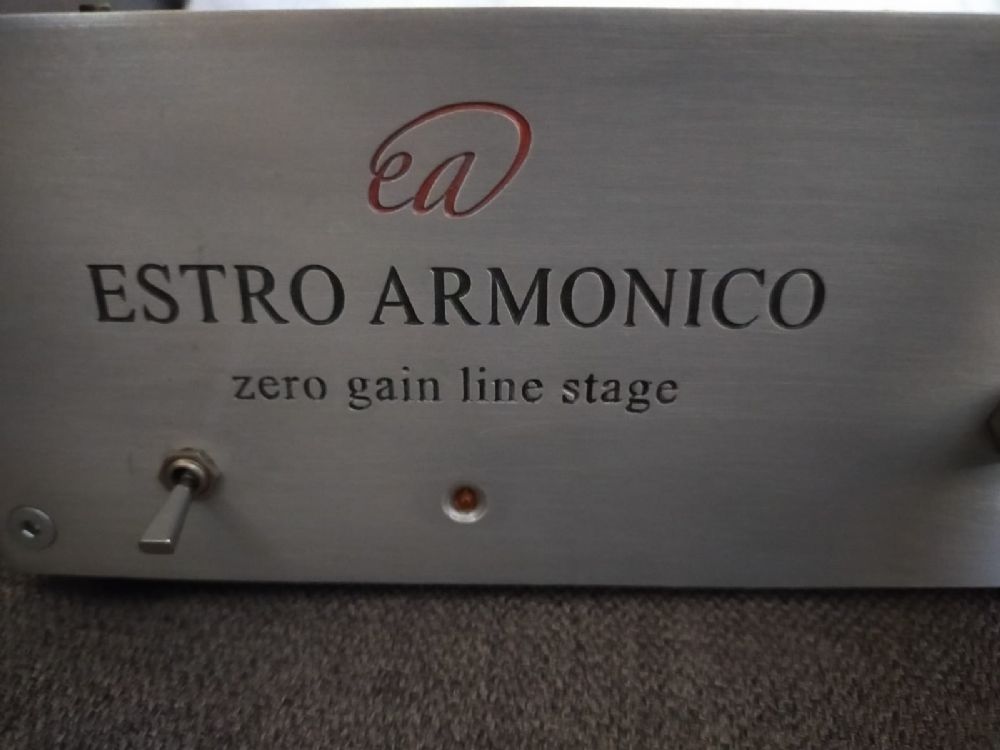 ea
ESTRO ARMONICO
zero gain line stage